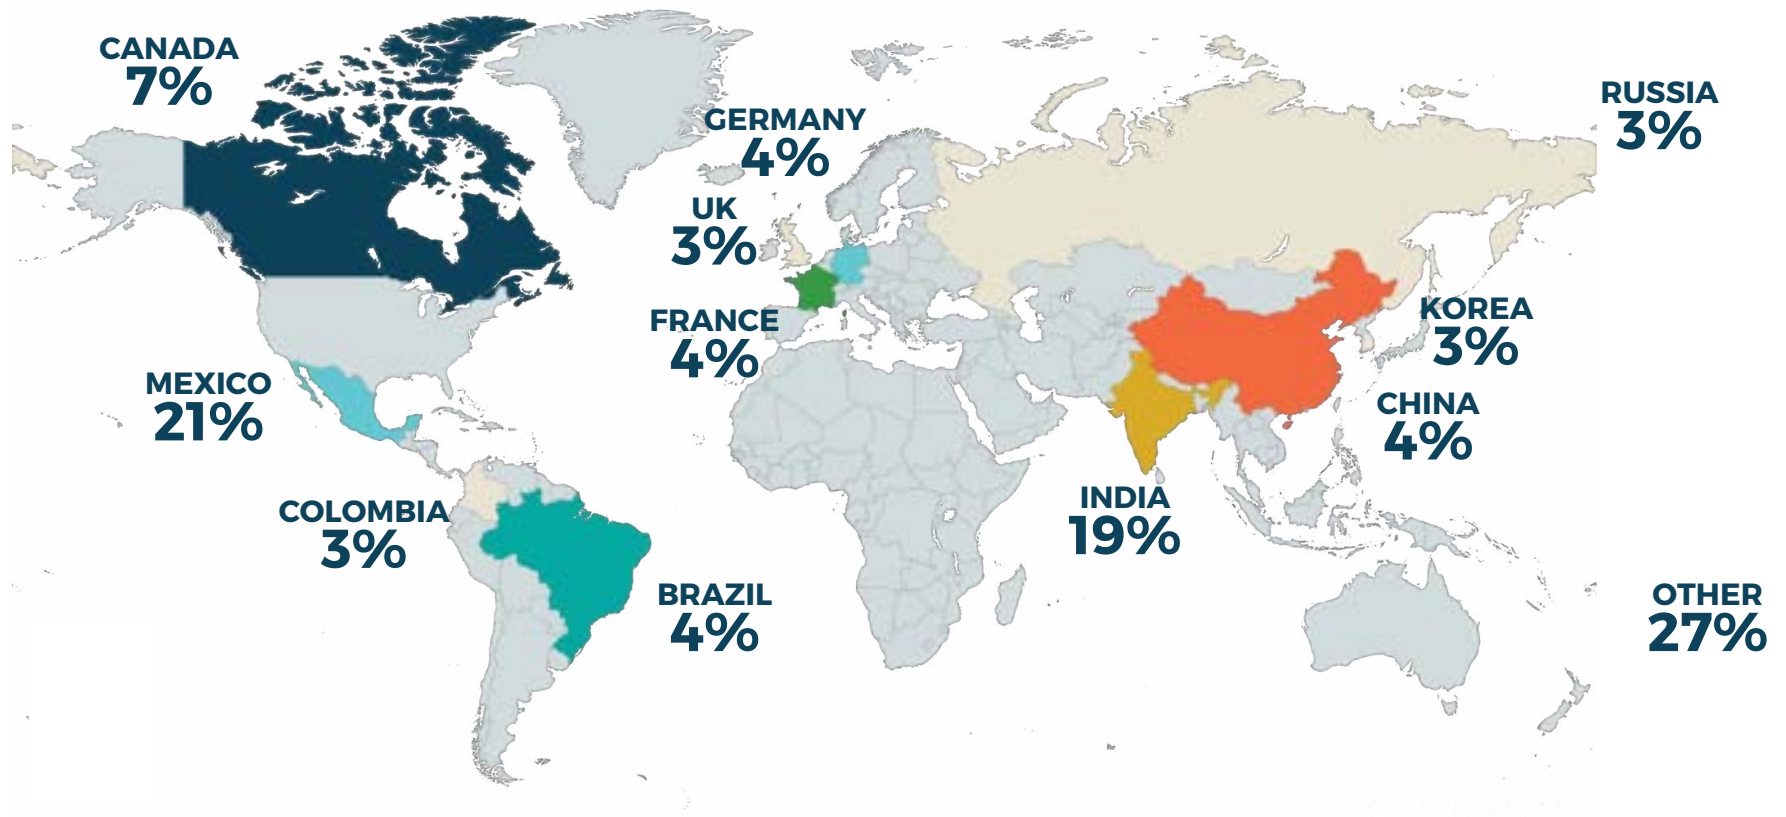 CANADA
7%
GERMANY
4%
RUSSIA
3%
UK
3%
FRANCE
4%
KOREA
3%
MEXICO
21%
CHINA
4%
COLOMBIA
3%
INDIA
19%
BRAZIL
4%
OTHER
27%